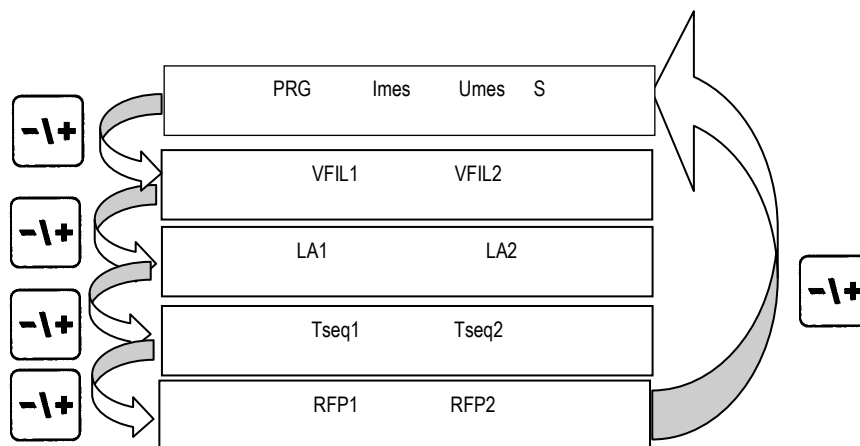 PRG Imes Umes S
-\+
VFIL1 VFIL2
-\+
LA1 LA2
-\+
-\+
Tseq1 Tseq2
-\+
RFP1 RFP2